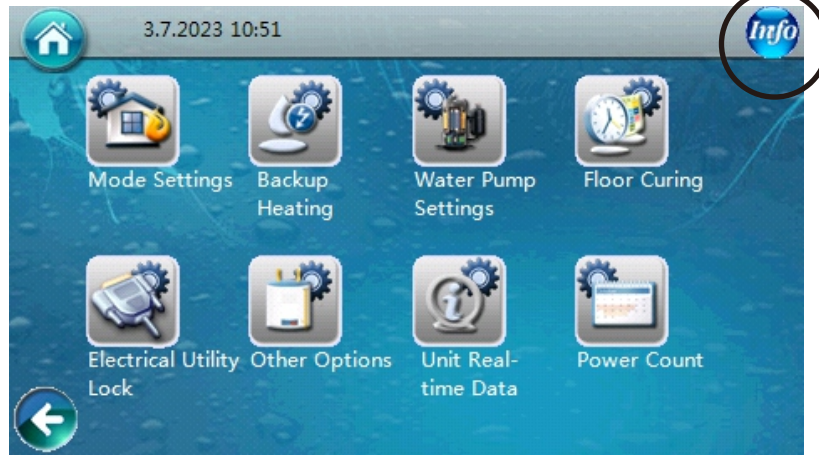 3.7.2023 10:51
Info
Mode Settings
Backup
Heating
Water Pump
Settings
Floor Curing
Electrical Utility
Lock
Other Options
Unit Real-
time Data
Power Count